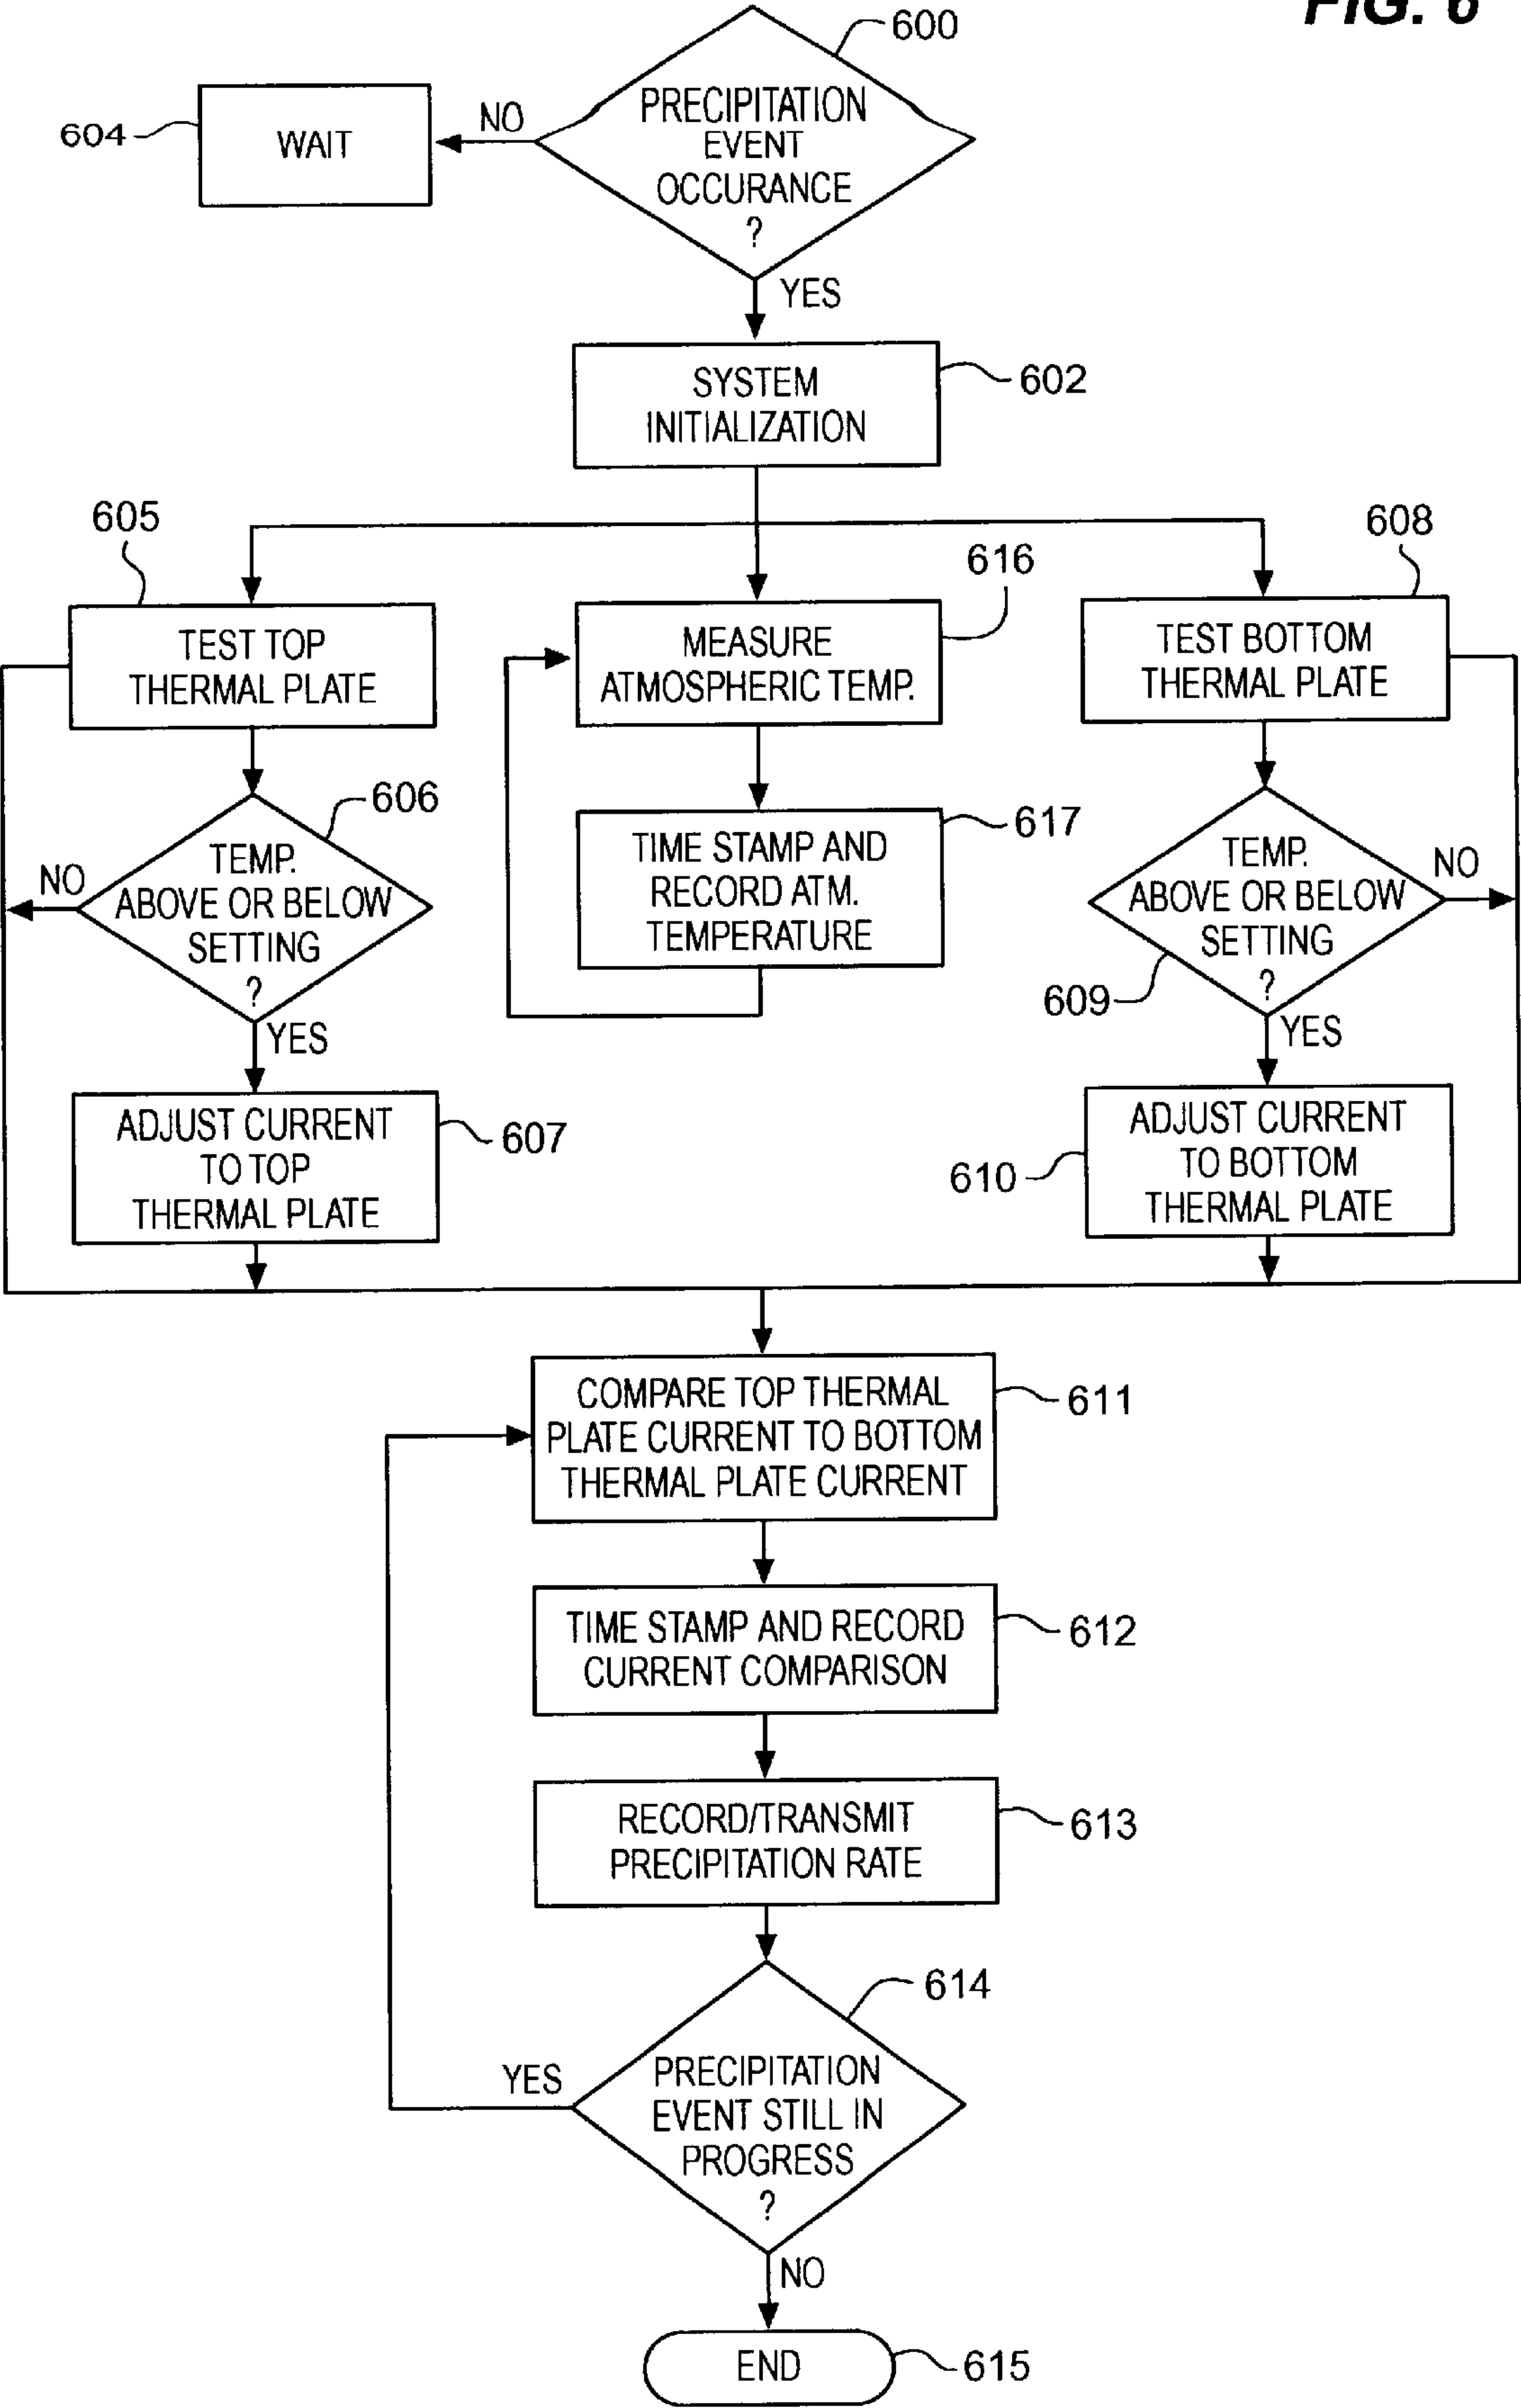 FIG. 6
600
PRECIPITATION
EVENT
OCCURANCE
?
NO
604
WAIT
YES
SYSTEM
INITIALIZATION
602
605
TEST TOP
THERMAL PLATE
616
MEASURE
ATMOSPHERIC TEMP.
608
TEST BOTTOM
THERMAL PLATE
606
TEMP.
ABOVE OR BELOW
SETTING
?
NO
YES
617
TIME STAMP AND
RECORD ATM.
TEMPERATURE
TEMP.
ABOVE OR BELOW
SETTING
?
NO
609
YES
ADJUST CURRENT
TO TOP
THERMAL PLATE
607
ADJUST CURRENT
TO BOTTOM
THERMAL PLATE
610
COMPARE TOP THERMAL
PLATE CURRENT TO BOTTOM
THERMAL PLATE CURRENT
611
TIME STAMP AND RECORD
CURRENT COMPARISON
612
RECORD/TRANSMIT
PRECIPITATION RATE
613
614
PRECIPITATION
EVENT STILL IN
PROGRESS
?
YES
NO
END
615